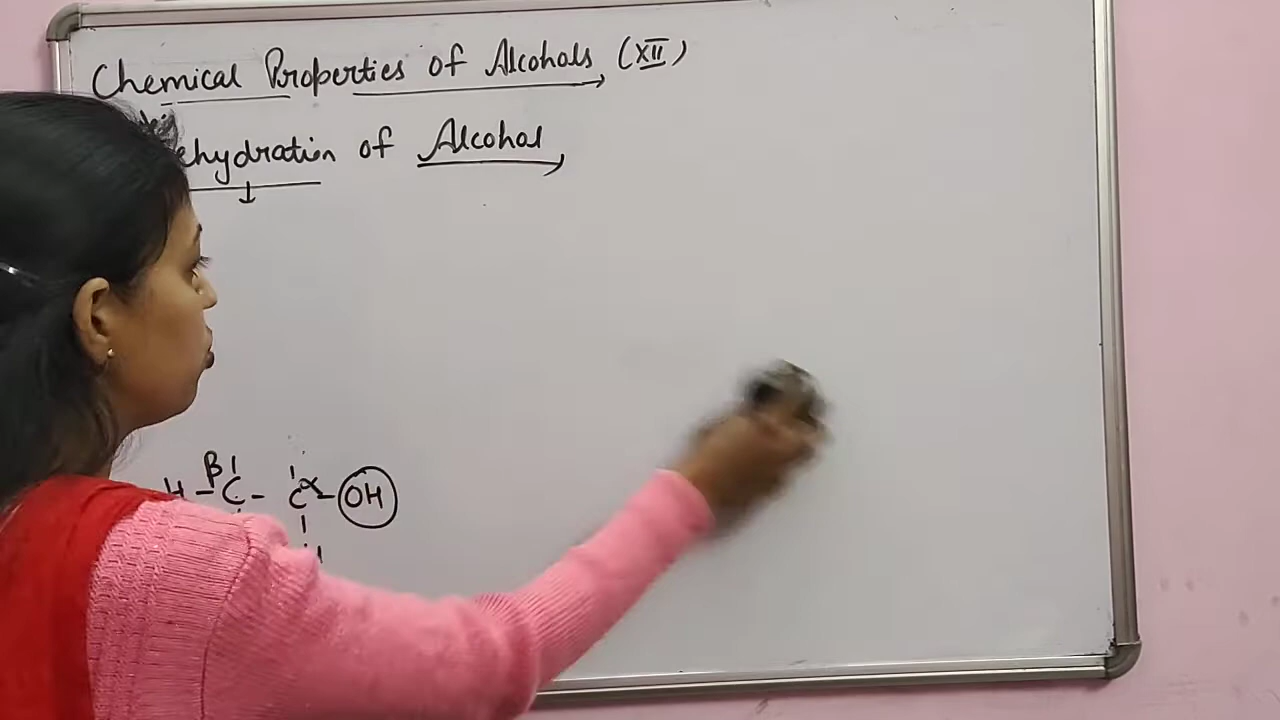 Chemical Properties of Alcohols (XII)
ehydration of Alcohol
β
H - C - C α - OH